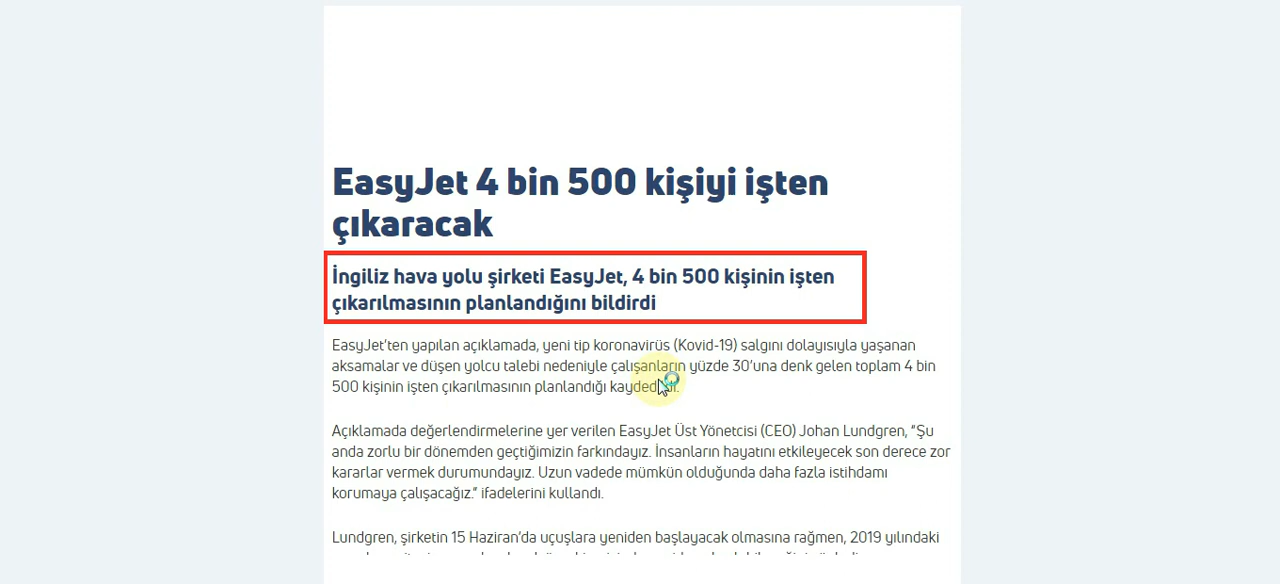 EasyJet 4 bin 500 kişiyi işten
çıkaracak
İngiliz hava yolu şirketi EasyJet, 4 bin 500 kişinin işten
çıkarılmasının planlandığını bildirdi
EasyJet’ten yapılan açıklamada, yeni tip koronavirüs (Kovid-19) salgını dolayısıyla yaşanan
aksamalar ve düşen yolcu talebi nedeniyle çalışanların yüzde 30’una denk gelen toplam 4 bin
500 kişinin işten çıkarılmasının planlandığı
Açıklamada değerlendirmelerine yer verilen EasyJet Üst Yönetcisi (CEO) Johan Lundgren, “Şu
anda zorlu bir dönemden geçtiğimizin farkındayız. İnsanların hayatını etkileyecek son derece zor
kararlar vermek durumundayız. Uzun vadede mümkün olduğunda daha fazla istihdamı
korumaya çalışacağız.” ifadelerini kullandı.
Lundgren, şirketin 15 Haziran’da uçuşlara yeniden başlayacak olmasına rağmen, 2019 yılındaki